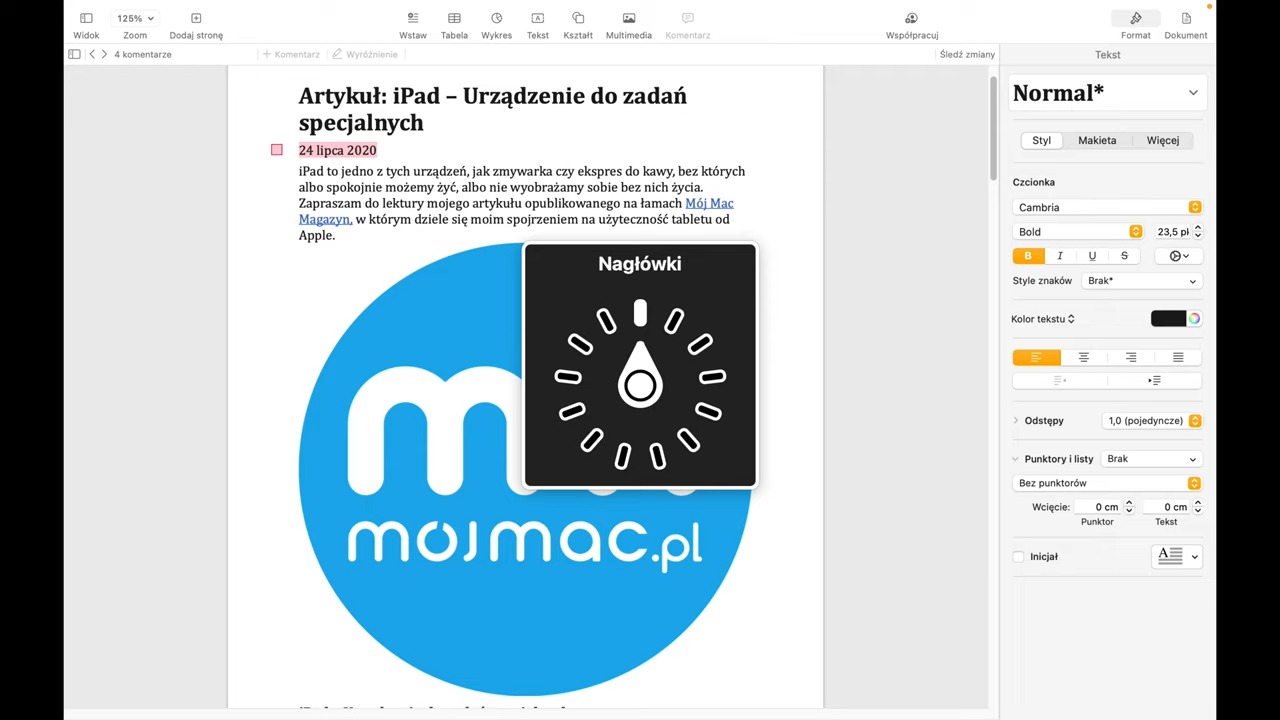 125%
Widok
Zoom
Dodaj stronę
Wstaw
Tabela
Wykres
Tekst
Kształt
Multimedia
Komentarz
Współpracuj
Format
Dokument
4 komentarze
Komentarz
Wyróżnienie
Śledź zmiany
Tekst
Artykuł: iPad – Urządzenie do zadań
specjalnych
24 lipca 2020
iPad to jedno z tych urządzeń, jak zmywarka czy ekspres do kawy, bez których
albo spokojnie możemy żyć, albo nie wyobrażamy sobie bez nich życia.
Zapraszam do lektury mojego artykułu opublikowanego na łamach Mój Mac
Magazyn, w którym dziele się moim spojrzeniem na użyteczność tabletu od
Apple.
mojmac.pl
Nagłówki
Normal*
Styl
Makieta
Więcej
Czcionka
Cambria
Bold
23,5 pł
B I U S
Style znaków
Brak*
Kolor tekstu
Odstępy
1,0 (pojedyncze)
Punktory i listy
Brak
Bez punktorów
Wcięcie:
0 cm
0 cm
Punktor
Tekst
Inicjał
A